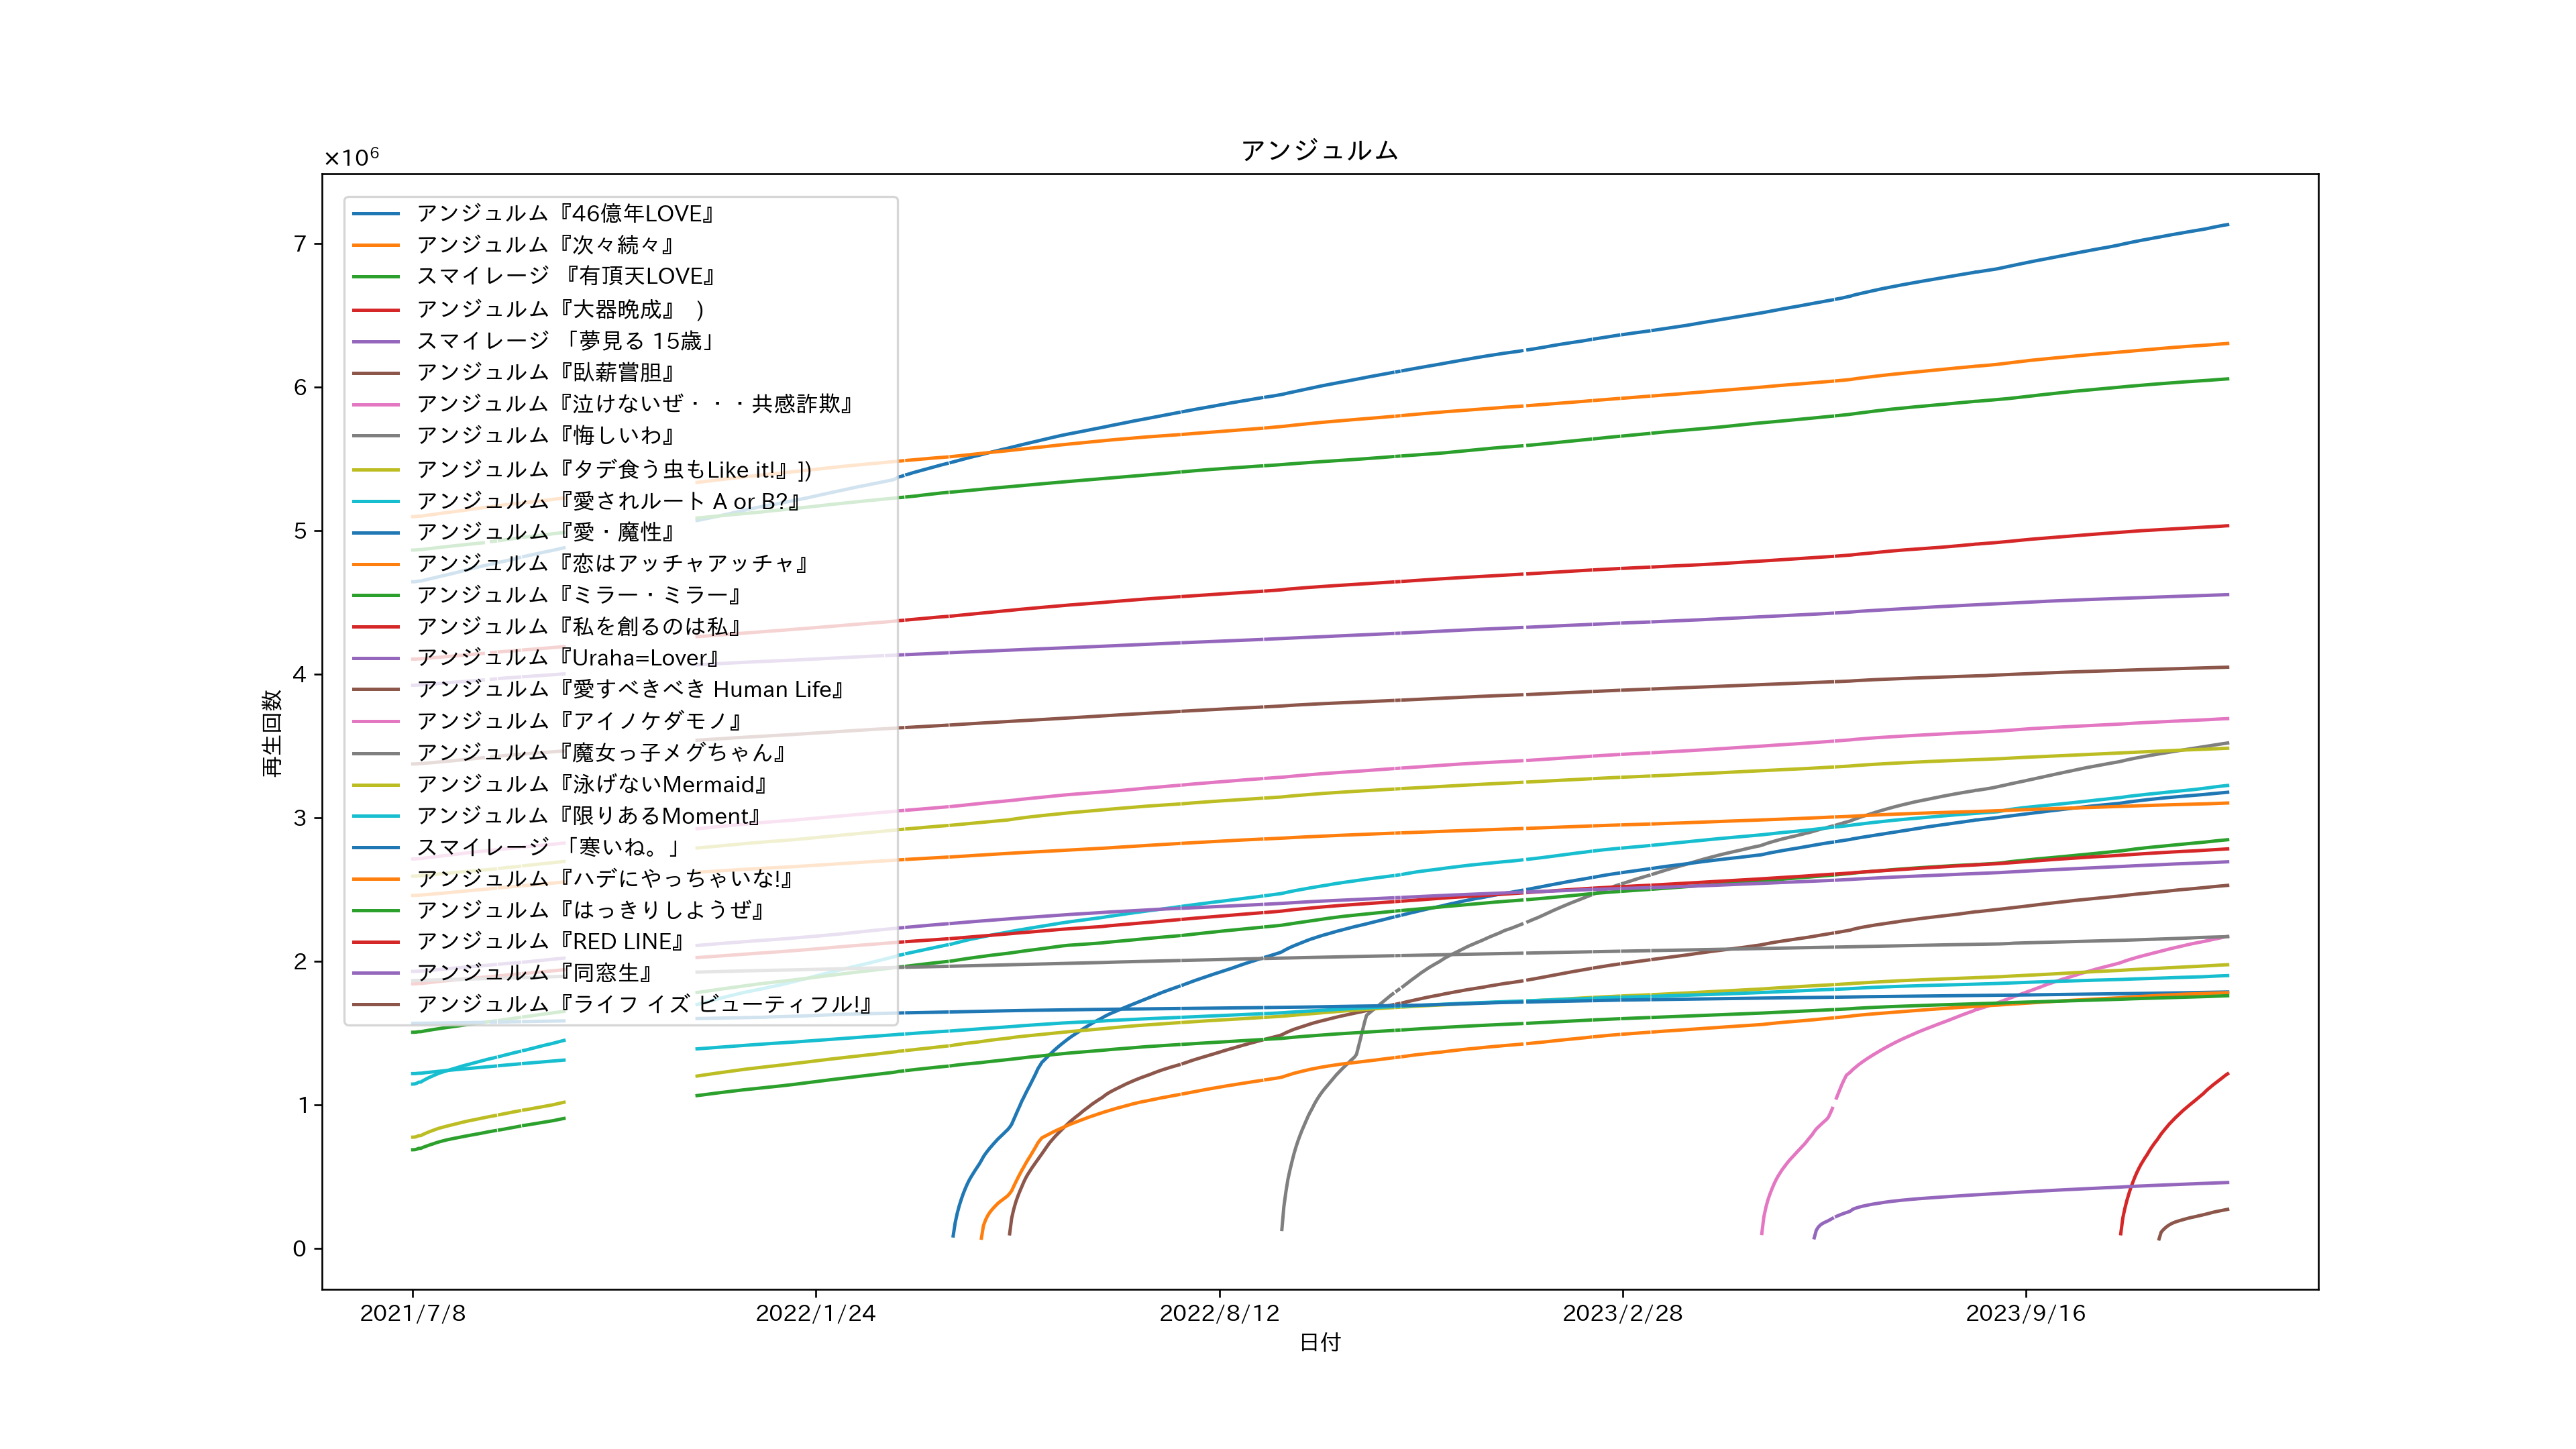 アンジュルム
×10⁶
アンジュルム『46億年LOVE』
アンジュルム『次々続々』
スマイレージ 『有頂天LOVE』
アンジュルム『大器晩成』 )
スマイレージ 「夢見る 15歳」
アンジュルム『臥薪嘗胆』
アンジュルム『泣けないぜ・・・共感詐欺』
アンジュルム『悔しいわ』
アンジュルム『タデ食う虫もLike it!』])
アンジュルム『愛されルート A or B?』
アンジュルム『愛・魔性』
アンジュルム『恋はアッチャアッチャ』
アンジュルム『ミラー・ミラー』
アンジュルム『私を創るのは私』
アンジュルム『Uraha=Lover』
アンジュルム『愛すべきべき Human Life』
アンジュルム『アイノケダモノ』
アンジュルム『魔女っ子メグちゃん』
アンジュルム『泳げないMermaid』
アンジュルム『限りあるMoment』
スマイレージ 「寒いね。」
アンジュルム『ハデにやっちゃいな!』
アンジュルム『はっきりしようぜ』
アンジュルム『RED LINE』
アンジュルム『同窓生』
アンジュルム『ライフ イズ ビューティフル!』
7
6
5
4
3
2
1
0
再生回数
2021/7/8 2022/1/24 2022/8/12 2023/2/28 2023/9/16
日付